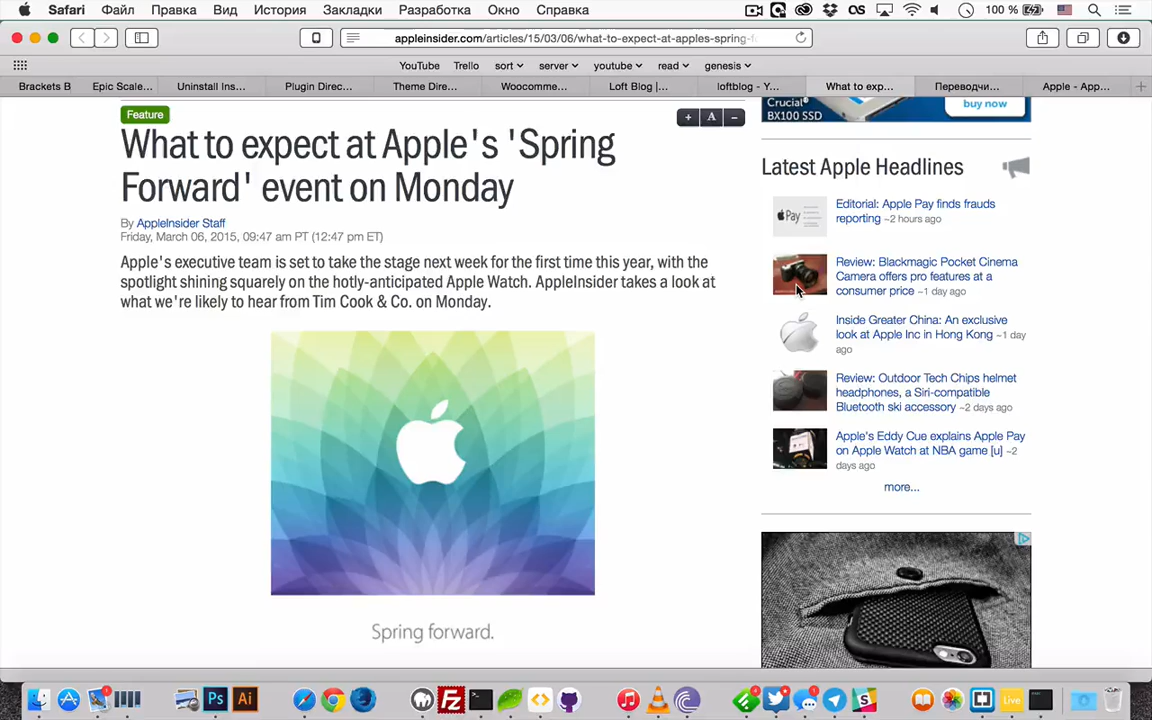 Safari Файл Правка Вид История Закладки Разработка Окно Справка 100 %
appleinsider.com/articles/15/03/06/what-to-expect-at-apples-spring-f
YouTube Trello sort server youtube read genesis
Brackets B Epic Scale... Uninstall Ins... Plugin Direc... Theme Dire... Woocomme... Loft Blog |... loftblog - Y... What to exp... Переводчи... Apple - App...
Feature
+ A −
What to expect at Apple's 'Spring
Forward' event on Monday
By AppleInsider Staff
Friday, March 06, 2015, 09:47 am PT (12:47 pm ET)
Apple's executive team is set to take the stage next week for the first time this year, with the
spotlight shining squarely on the hotly-anticipated Apple Watch. AppleInsider takes a look at
what we're likely to hear from Tim Cook & Co. on Monday.
Spring forward.
Crucial
BX100 SSD
buy now
Latest Apple Headlines
Pay
Editorial: Apple Pay finds frauds
reporting ~2 hours ago
Review: Blackmagic Pocket Cinema
Camera offers pro features at a
consumer price ~1 day ago
Inside Greater China: An exclusive
look at Apple Inc in Hong Kong ~1 day
ago
Review: Outdoor Tech Chips helmet
headphones, a Siri-compatible
Bluetooth ski accessory ~2 days ago
Apple's Eddy Cue explains Apple Pay
on Apple Watch at NBA game [u] ~2
days ago
more...
Ps Ai Fz Live